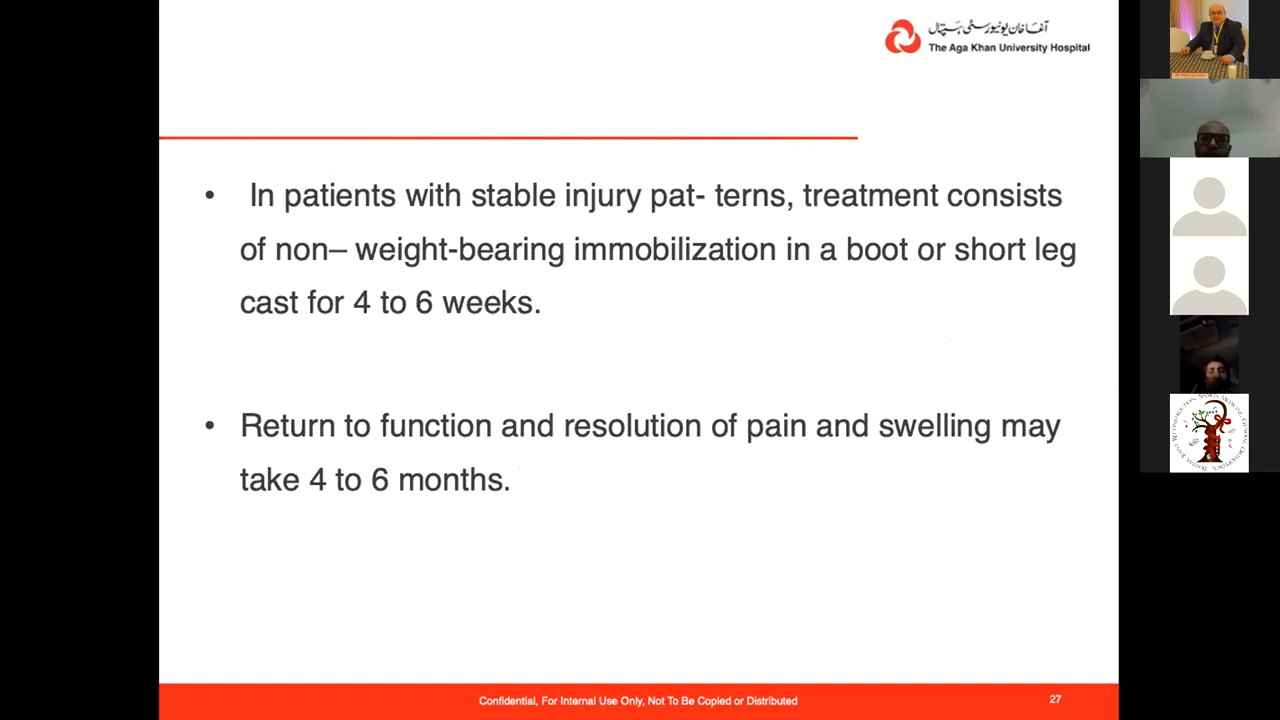 آغا خان یونیورسٹی ہسپتال
The Aga Khan University Hospital
• In patients with stable injury pat- terns, treatment consists
of non– weight-bearing immobilization in a boot or short leg
cast for 4 to 6 weeks.
• Return to function and resolution of pain and swelling may
take 4 to 6 months.
Confidential, For Internal Use Only, Not To Be Copied or Distributed
27